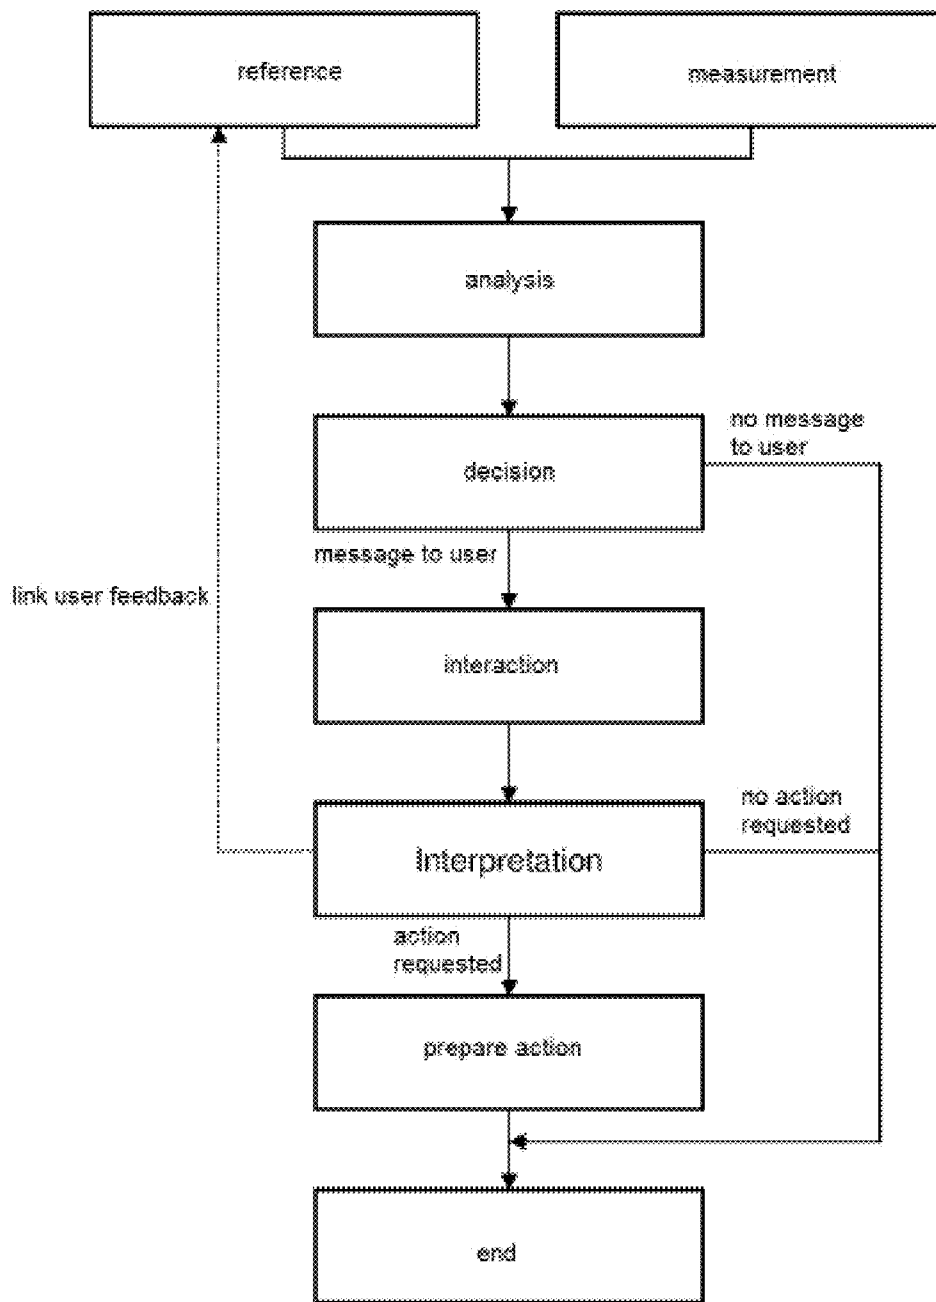 reference
measurement
analysis
decision
no message
to user
message to user
link user feedback
interaction
Interpretation
no action
requested
action
requested
prepare action
end